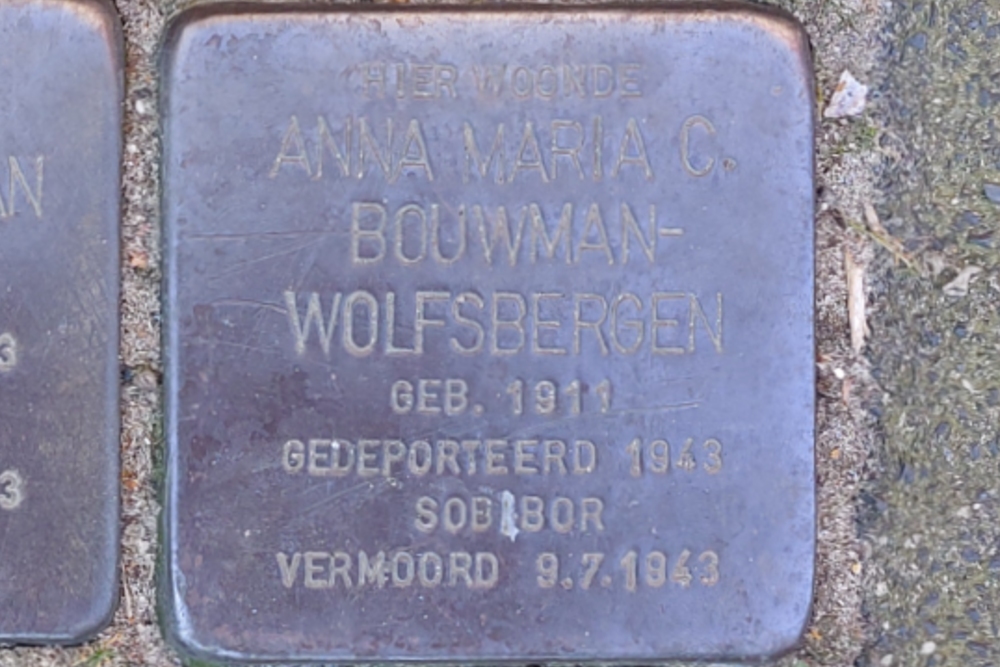 HIER WOONDE
ANNA MARIA C.
BOUWMAN-
WOLFSBERGEN
GEB. 1911
GEDEPORTEERD 1943
SOBIBOR
VERMOORD 9.7.1943